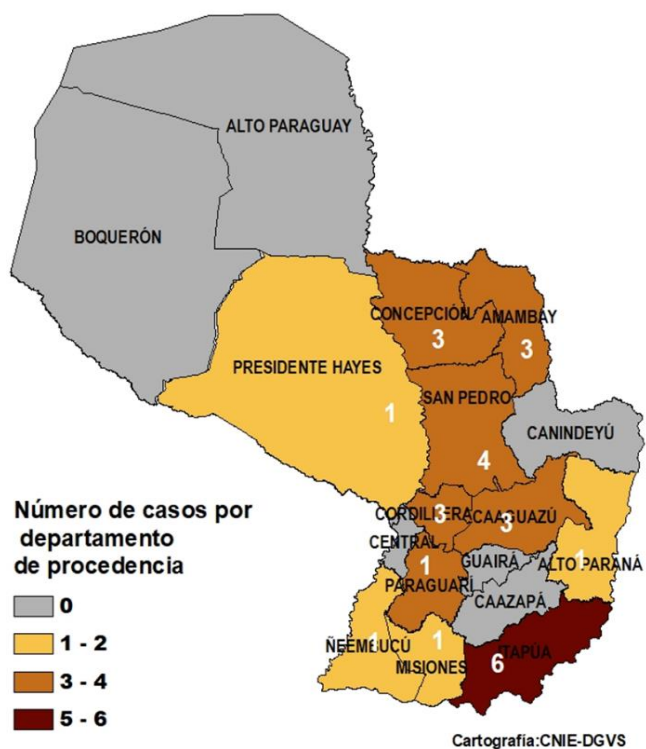 ALTO PARAGUAY
BOQUERÓN
CONCEPCIÓN
3
AMAMBAY
3
PRESIDENTE HAYES
1
SAN PEDRO
4
CANINDEYÚ
CORDILLERA
3
CAAGUAZÚ
3
CENTRAL
GUAIRÁ
ALTO PARANÁ
1
1
PARAGUARÍ
CAAZAPÁ
ÑEEMBUCÚ
1
1
MISIONES
ITAPÚA
6
Número de casos por
departamento
de procedencia
0
1 - 2
3 - 4
5 - 6
Cartografía:CNIE-DGVS